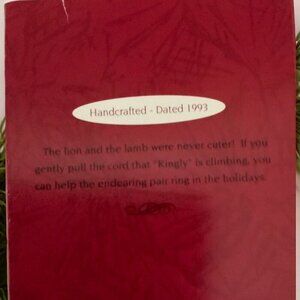 Handcrafted - Dated 1993
The lion and the lamb were never cuter! If you
gently pull the cord that "Kingly" is climbing, you
can help the endearing pair ring in the holidays.